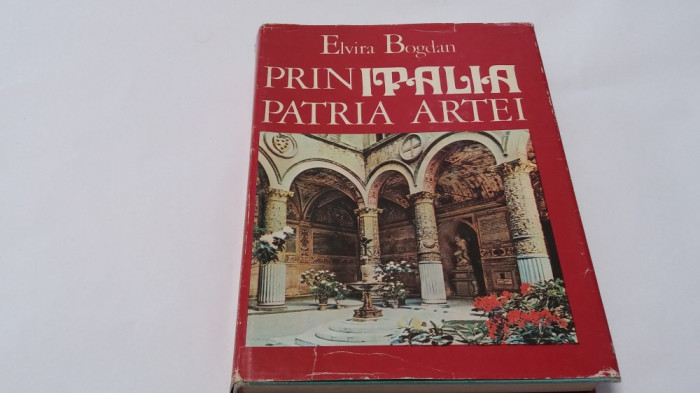 Elvira Bogdan
PRIN ITALIA
PATRIA ARTEI